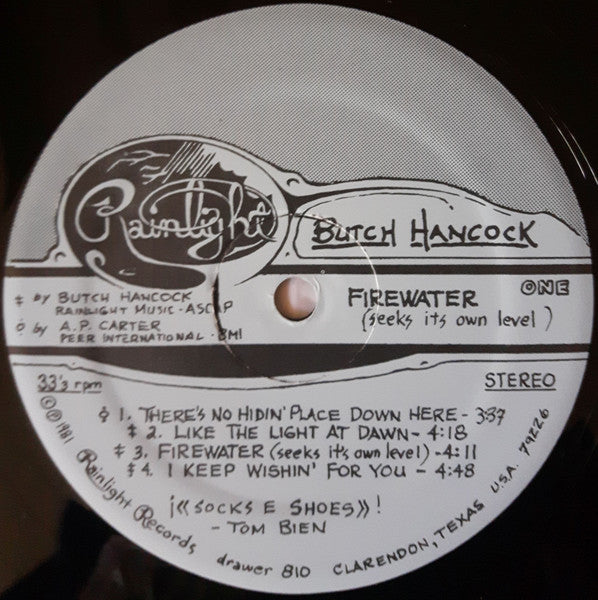 Rainlight
BUTCH HANCOCK
ONE
‡ by BUTCH HANCOCK
RAINLIGHT MUSIC · ASCAP
FIREWATER
(seeks its own level)
◊ by A.P. CARTER
PEER INTERNATIONAL · BMI
33⅓ rpm
STEREO
◊ 1. THERE'S NO HIDIN' PLACE DOWN HERE - 3:37
‡ 2. LIKE THE LIGHT AT DAWN - 4:18
‡ 3. FIREWATER (seeks it's own level) - 4:11
‡ 4. I KEEP WISHIN' FOR YOU - 4:48
¡«SOCKS E SHOES»!
- TOM BIEN
©℗ 1981 Rainlight Records drawer 810 CLARENDON, TEXAS U.S.A. 79226